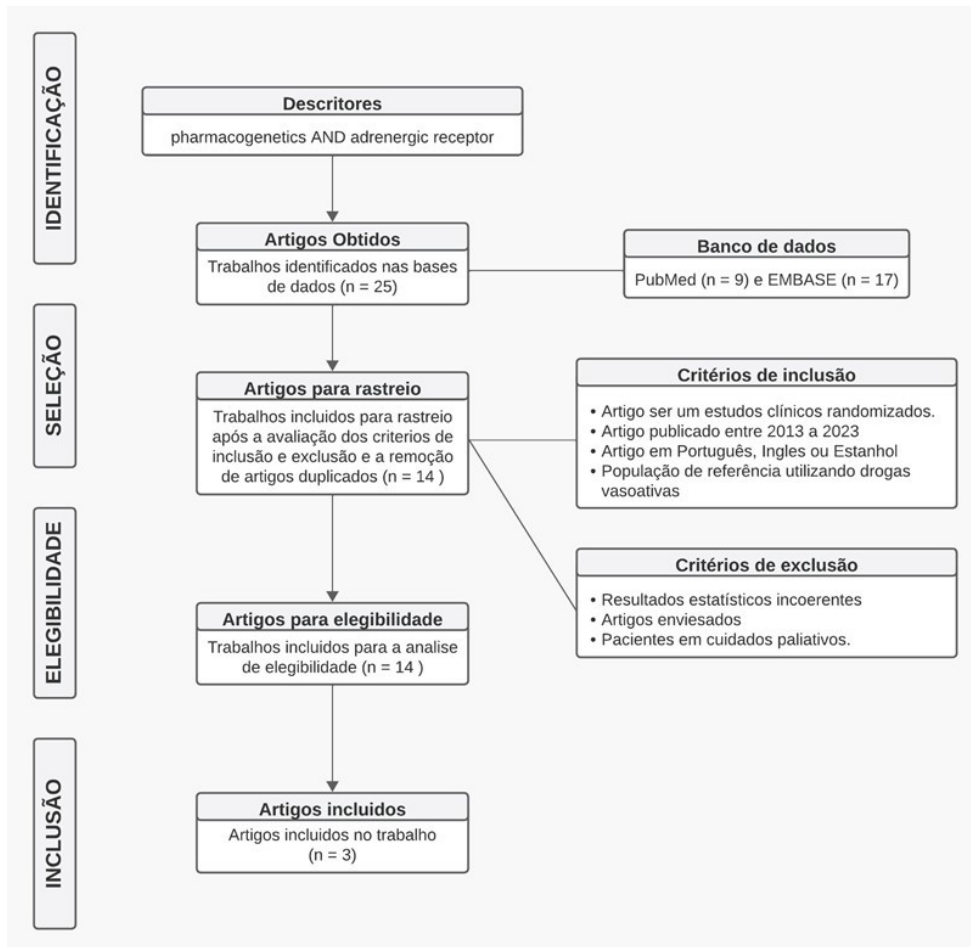 IDENTIFICAÇÃO
Descritores
pharmacogenetics AND adrenergic receptor
Artigos Obtidos
Trabalhos identificados nas bases
de dados (n = 25)
Banco de dados
PubMed (n = 9) e EMBASE (n = 17)
SELEÇÃO
Artigos para rastreio
Trabalhos incluidos para rastreio
após a avaliação dos criterios de
inclusão e exclusão e a remoção
de artigos duplicados (n = 14 )
Critérios de inclusão
• Artigo ser um estudos clínicos randomizados.
• Artigo publicado entre 2013 a 2023
• Artigo em Português, Ingles ou Estanhol
• População de referência utilizando drogas
vasoativas
Critérios de exclusão
• Resultados estatísticos incoerentes
• Artigos enviesados
• Pacientes em cuidados paliativos.
ELEGIBILIDADE
Artigos para elegibilidade
Trabalhos incluidos para a analise
de elegibilidade (n = 14 )
INCLUSÃO
Artigos incluidos
Artigos incluidos no trabalho
(n = 3)